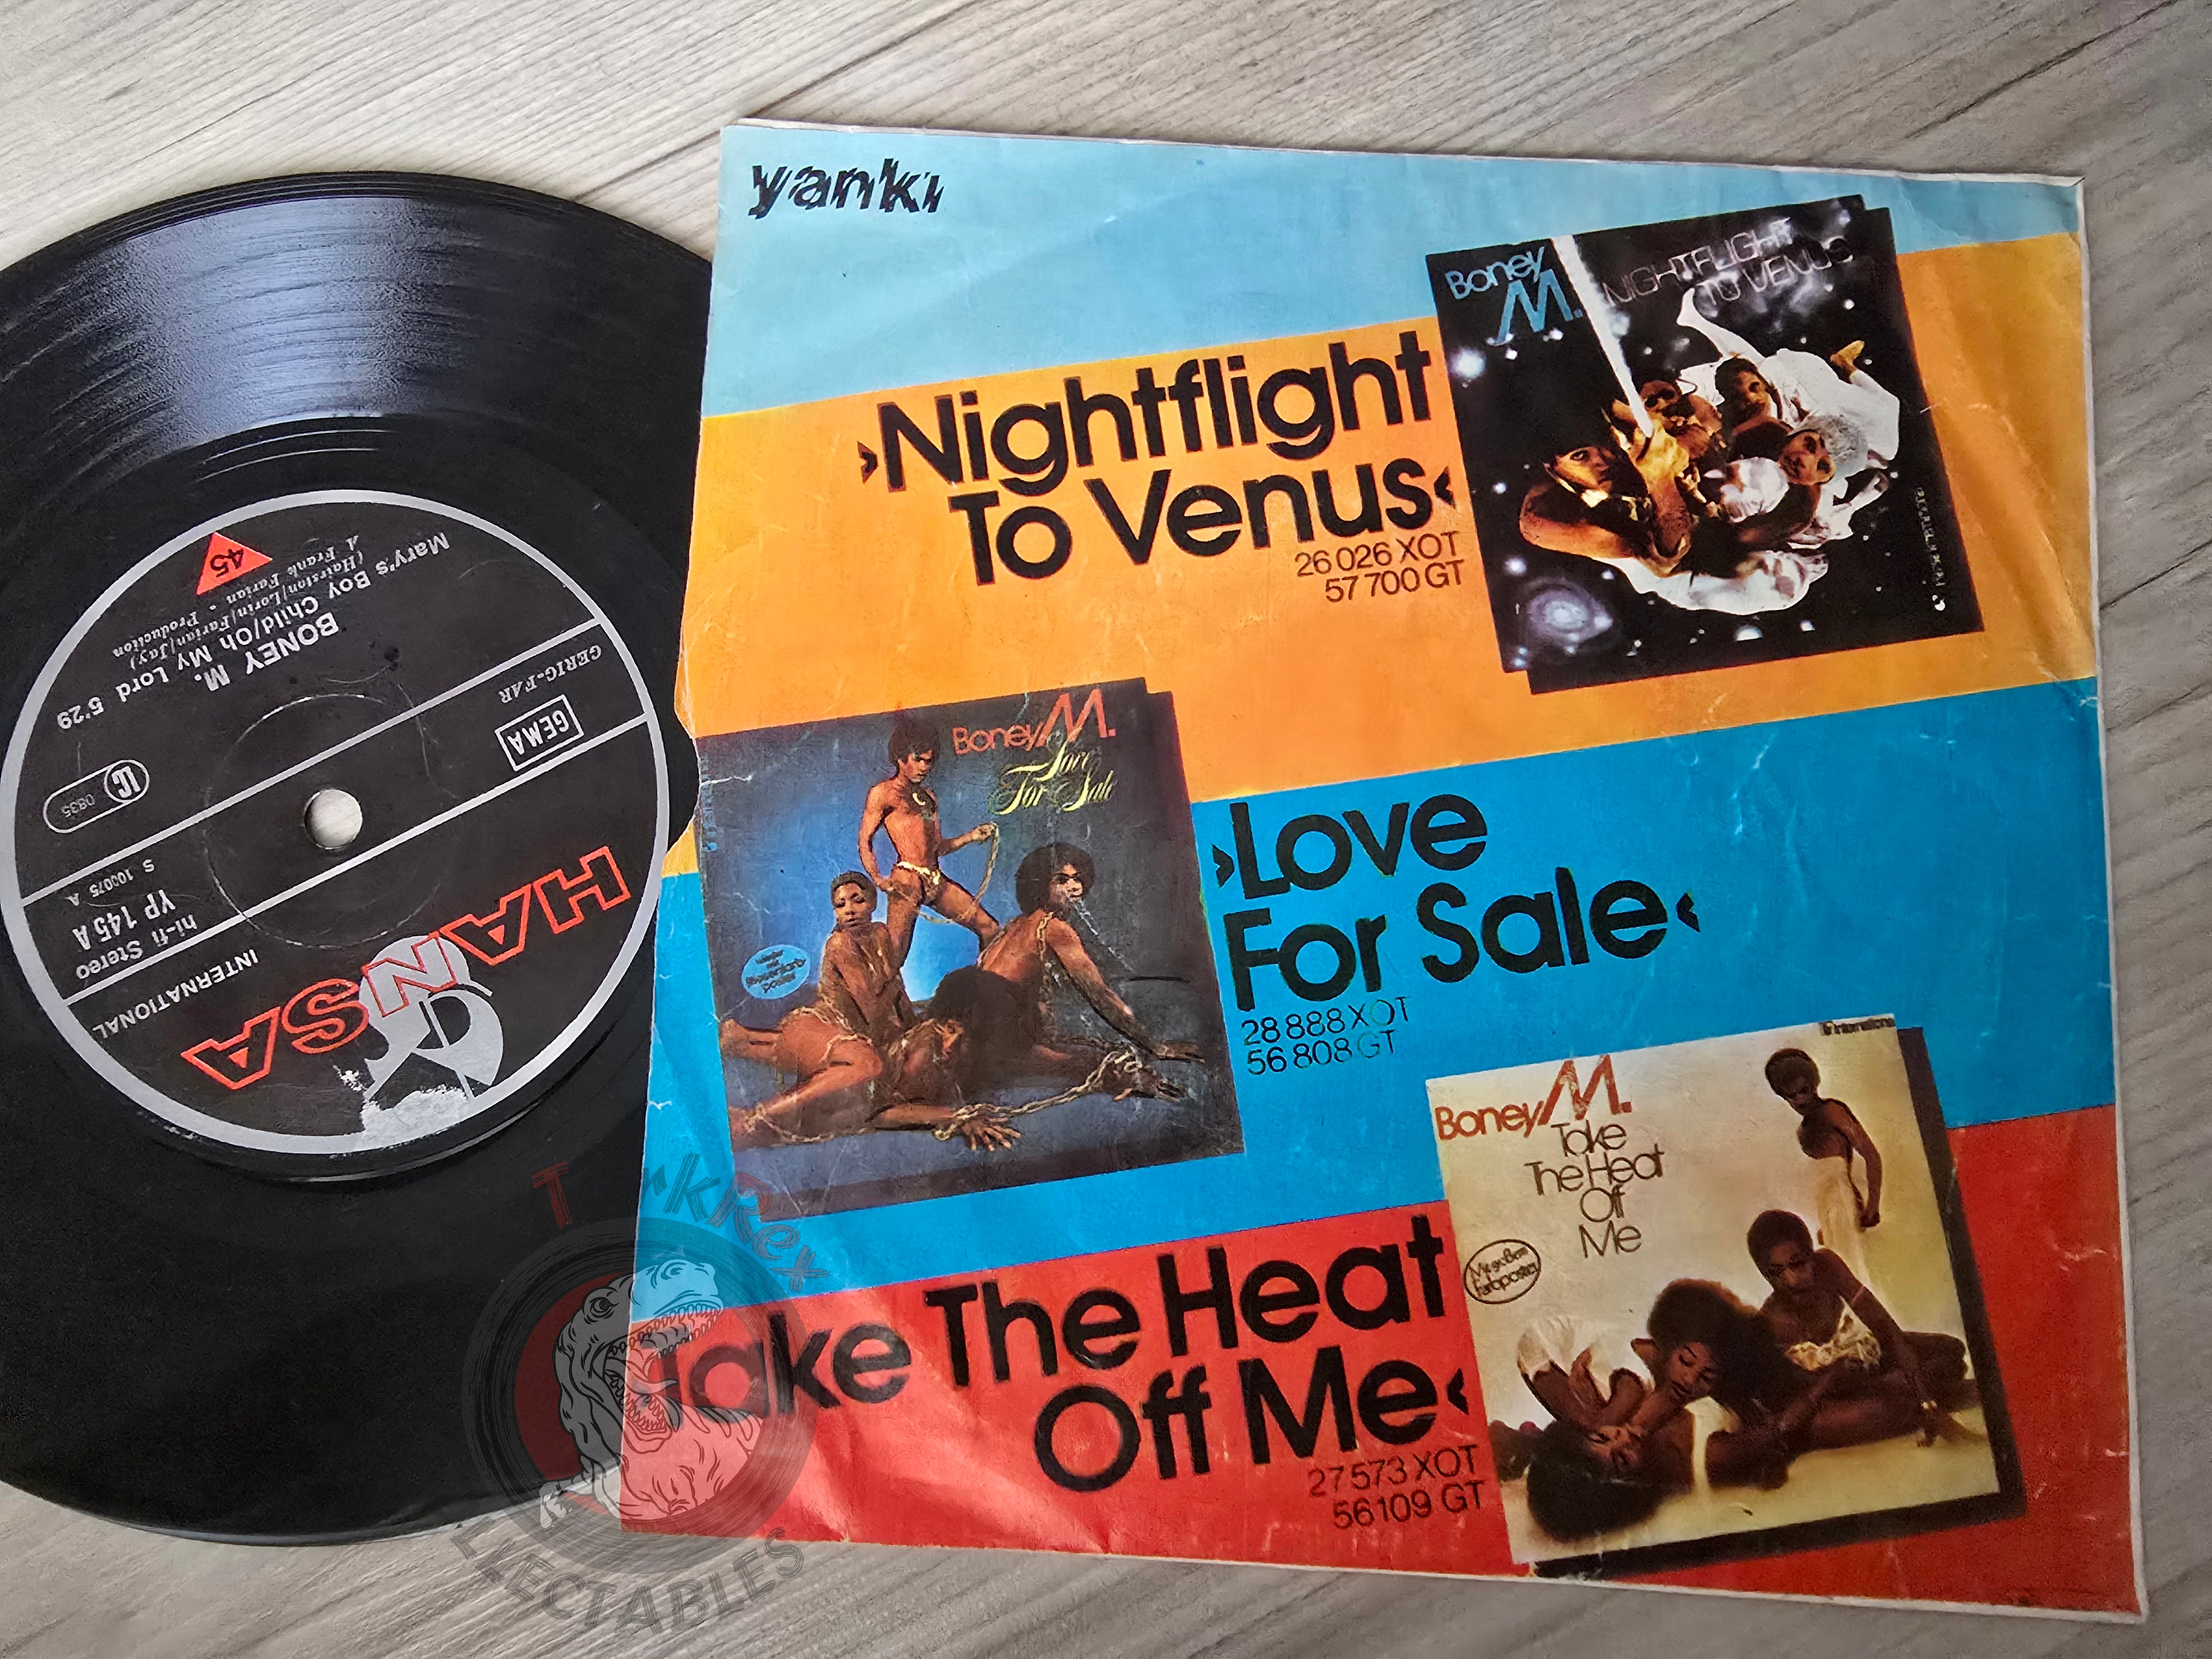 yanki
Boney M.
NIGHTFLIGHT
TO VENUS
›Nightflight
To Venus‹
26 026 XOT
57 700 GT
Boney M.
Love
For Sale
›Love
For Sale‹
28 888 XOT
56 808 GT
Boney M.
Take
The Heat
Off
Me
Take The Heat
Off Me‹
27 573 XOT
56 109 GT
HANSA
INTERNATIONAL
hi-fi Stereo
YP 145 A
S 100075 A
GEMA
LC 0835
GERIG-FAR
BONEY M.
Mary's Boy Child/Oh My Lord 5'29
(Hairston/Lorin/Farian/Jay)
A Frank Farian - Production
45